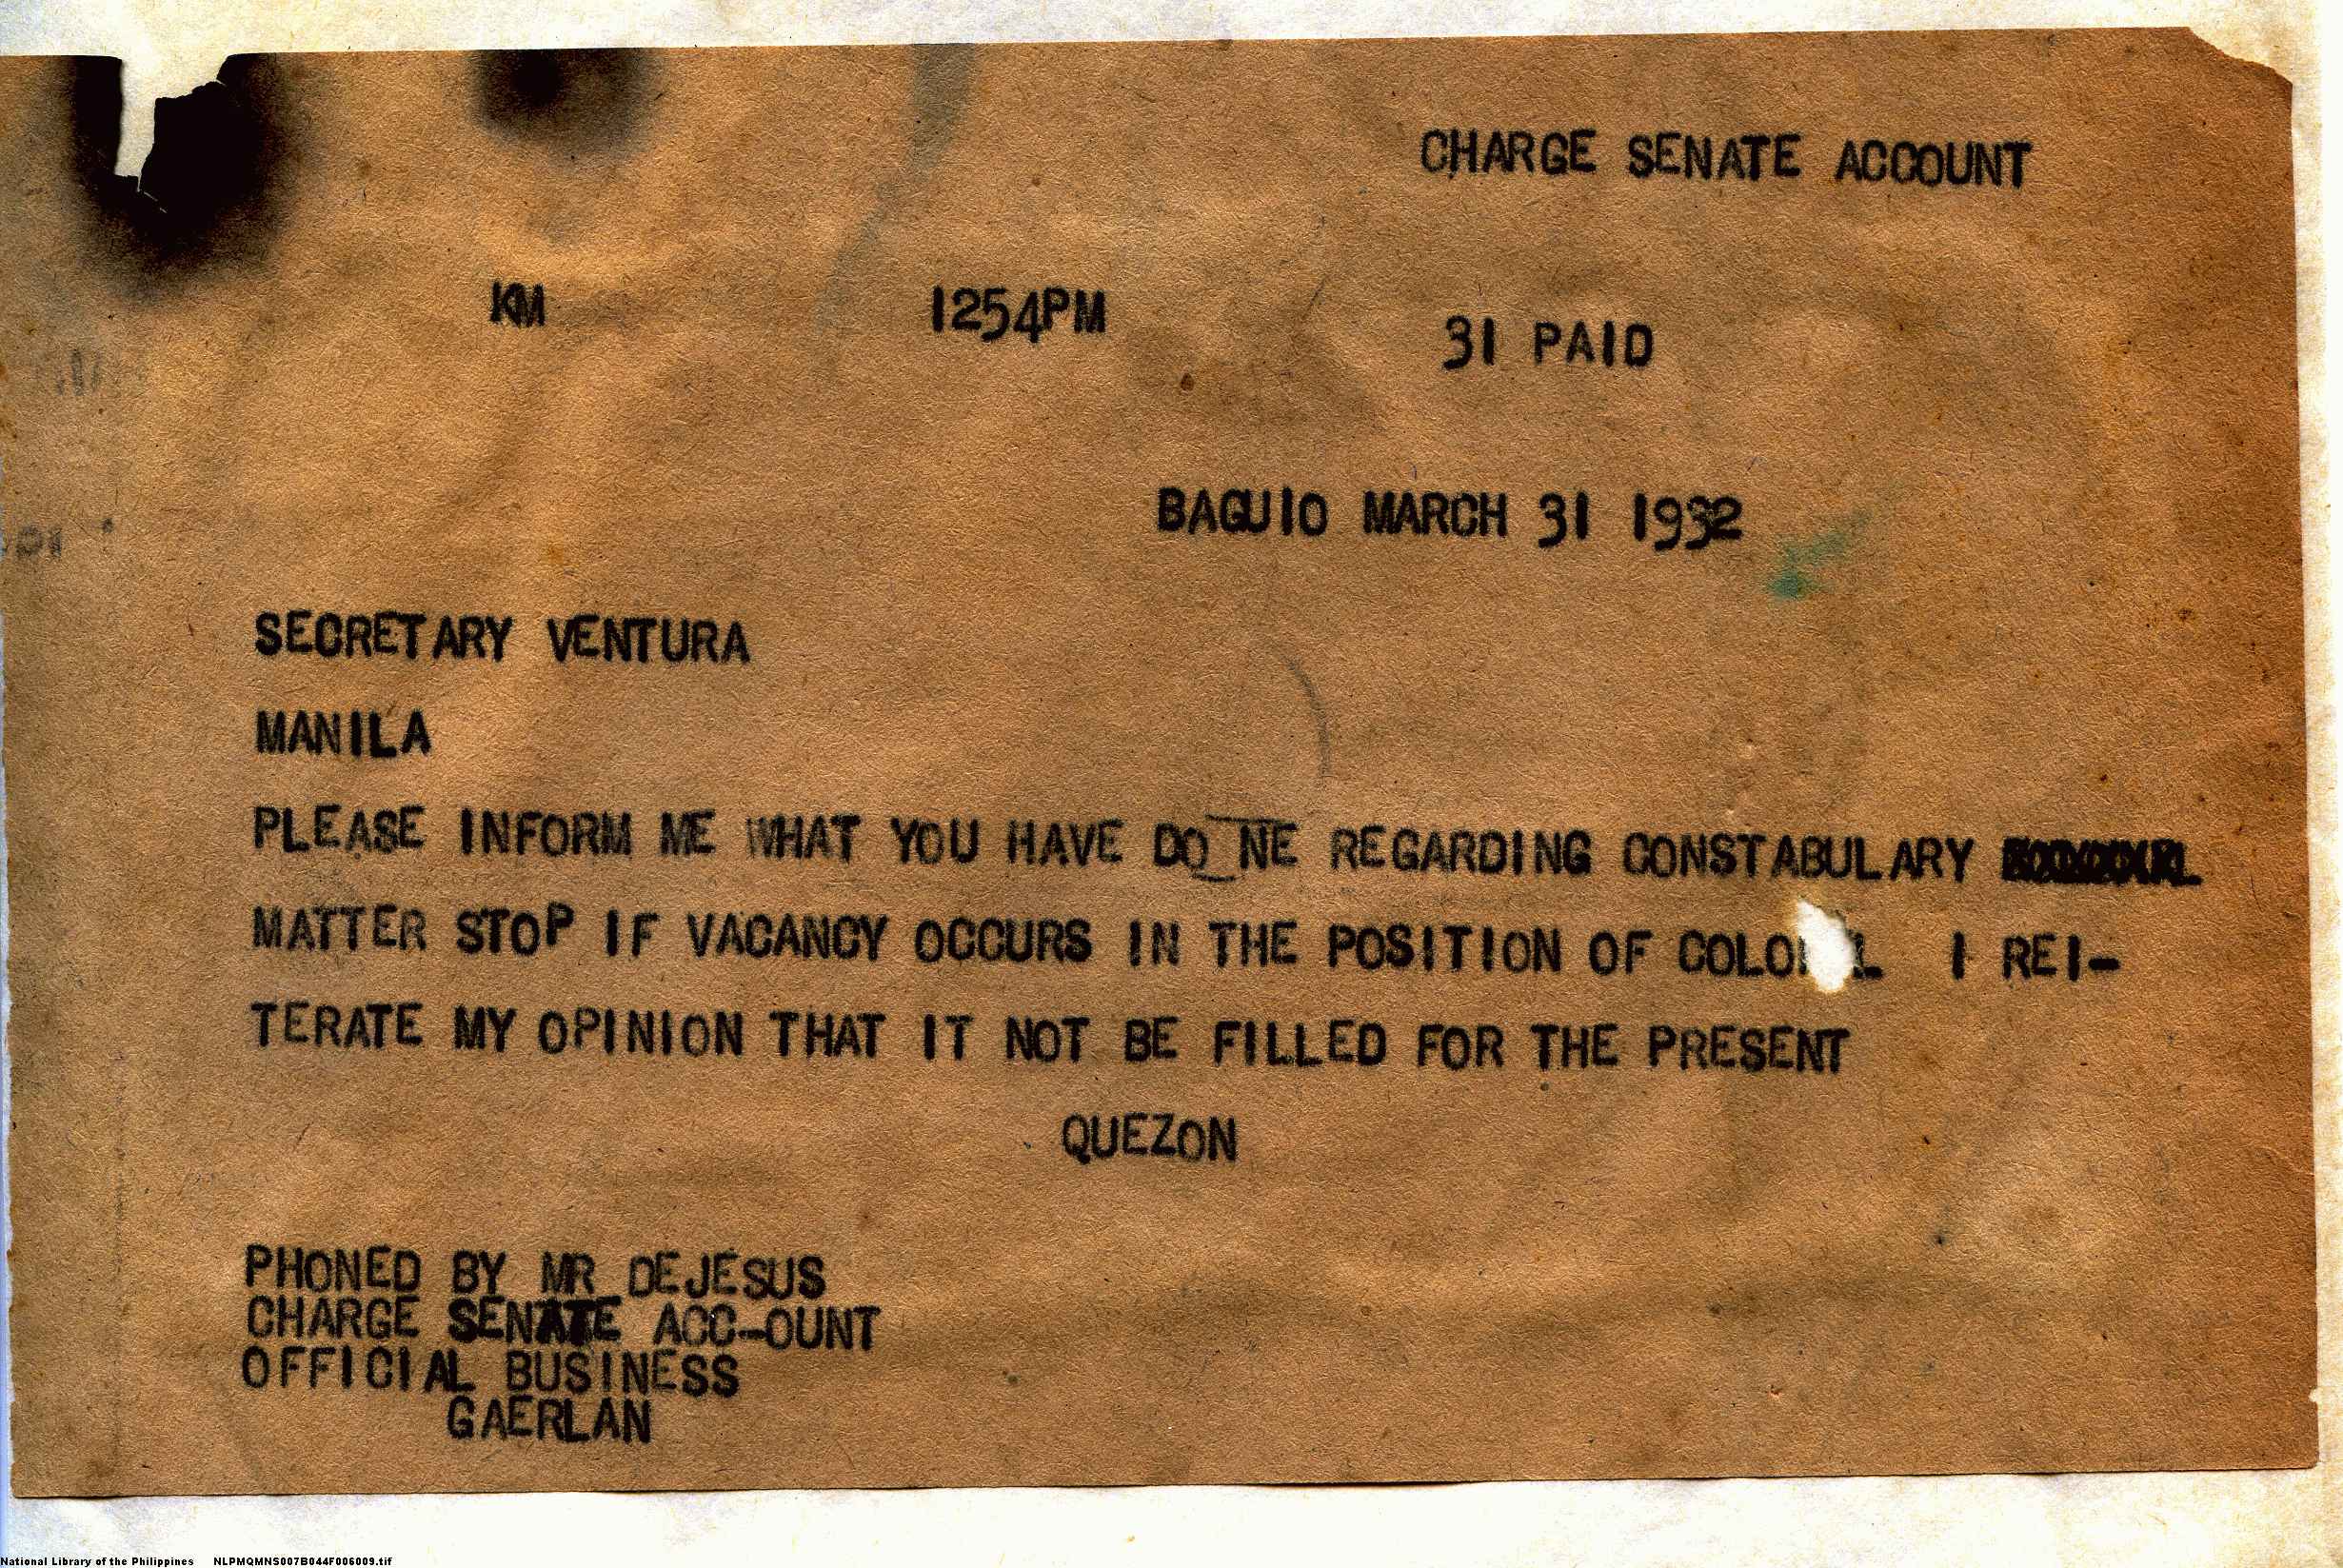 CHARGE SENATE ACCOUNT
KM 1254PM 31 PAID
BAGUIO MARCH 31 1932
SECRETARY VENTURA
MANILA
PLEASE INFORM ME WHAT YOU HAVE DO NE REGARDING CONSTABULARY
MATTER STOP IF VACANCY OCCURS IN THE POSITION OF I REI-
TERATE MY OPINION THAT IT NOT BE FILLED FOR THE PRESENT
QUEZON
PHONED BY MR DEJESUS
CHARGE SENATE ACC-OUNT
OFFICIAL BUSINESS
GAERLAN
National Library of the Philippines NLPMQMNS007B044F006009.tif